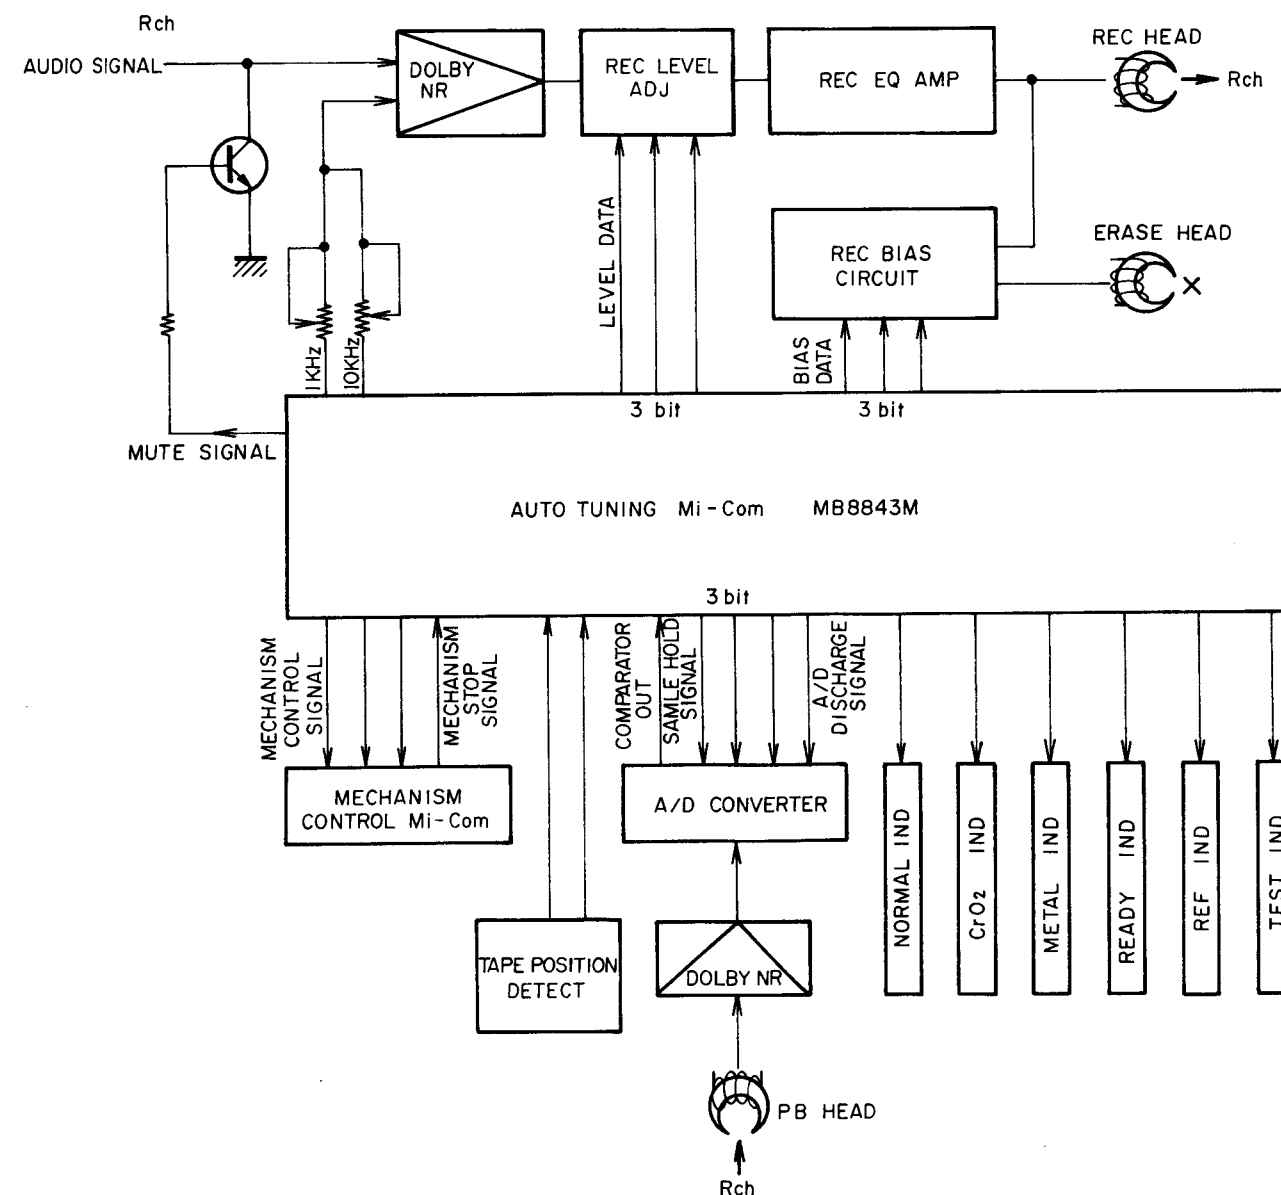 Rch
AUDIO SIGNAL
DOLBY
NR
REC LEVEL
ADJ
REC EQ AMP
REC HEAD
Rch
LEVEL DATA
REC BIAS
CIRCUIT
ERASE HEAD
1KHz
10KHz
BIAS
DATA
3 bit
3 bit
MUTE SIGNAL
AUTO TUNING Mi-Com MB8843M
3 bit
MECHANISM
CONTROL
SIGNAL
MECHANISM
STOP
SIGNAL
COMPARATOR
OUT
SAMLE HOLD
SIGNAL
A/D
DISCHARGE
SIGNAL
MECHANISM
CONTROL Mi-Com
A/D CONVERTER
NORMAL IND
CrO2 IND
METAL IND
READY IND
REF IND
TEST IND
TAPE POSITION
DETECT
DOLBY NR
PB HEAD
Rch